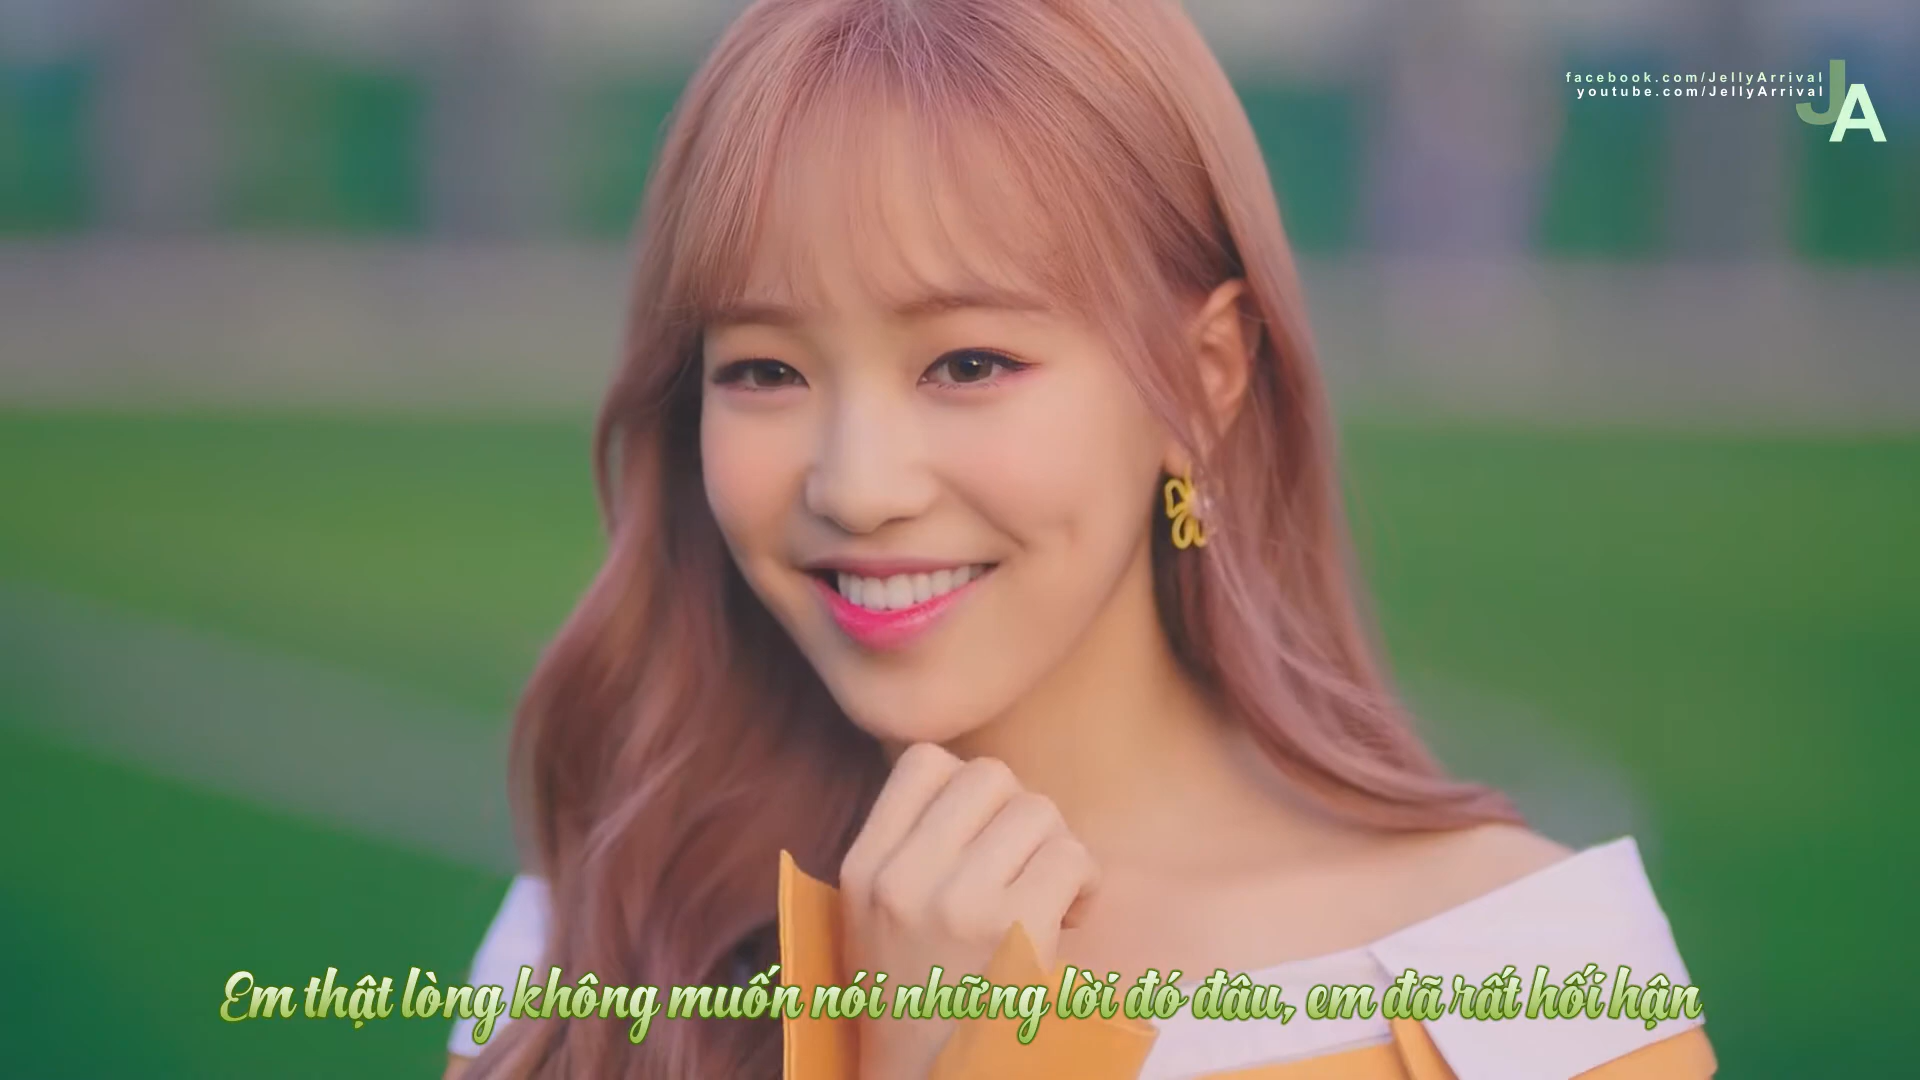 facebook.com/JellyArrival
youtube.com/JellyArrival
JA
Em thật lòng không muốn nói những lời đó đâu, em đã rất hối hận